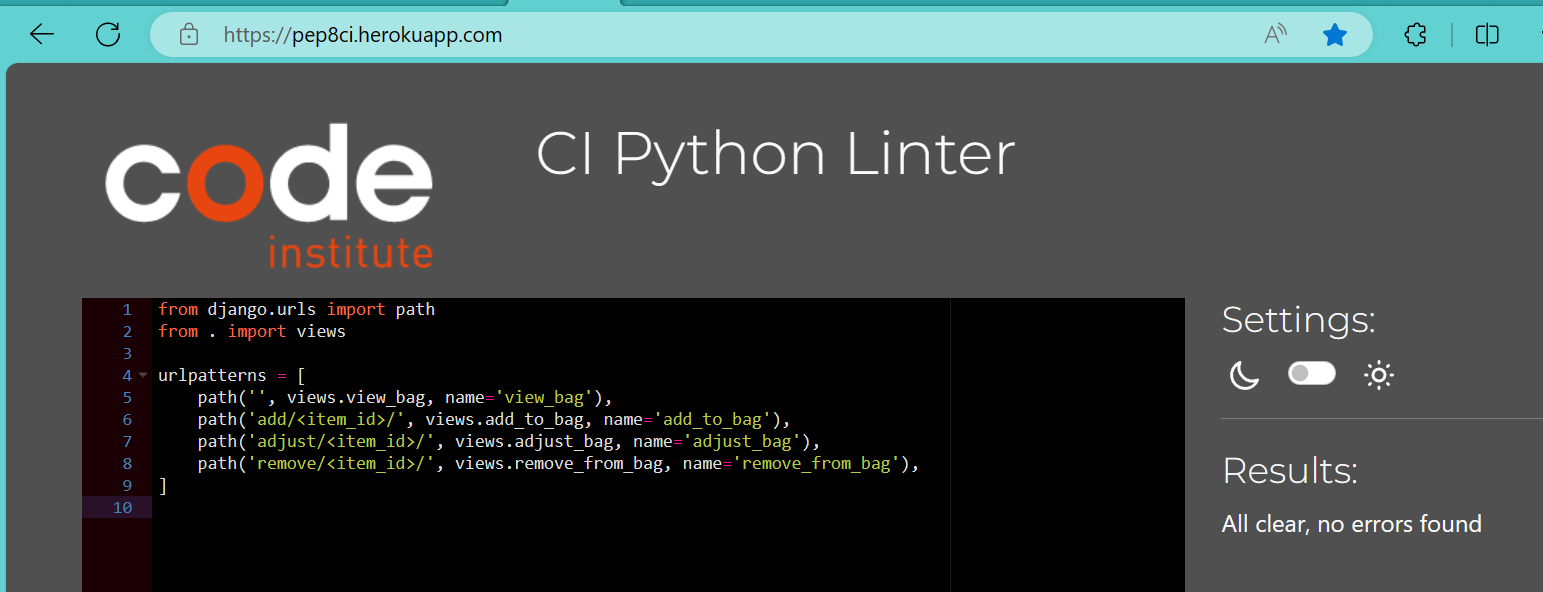 https://pep8ci.herokuapp.com
code
institute
CI Python Linter
1 from django.urls import path
2 from . import views
3
4 urlpatterns = [
5     path('', views.view_bag, name='view_bag'),
6     path('add/<item_id>/', views.add_to_bag, name='add_to_bag'),
7     path('adjust/<item_id>/', views.adjust_bag, name='adjust_bag'),
8     path('remove/<item_id>/', views.remove_from_bag, name='remove_from_bag'),
9 ]
10
Settings:
Results:
All clear, no errors found